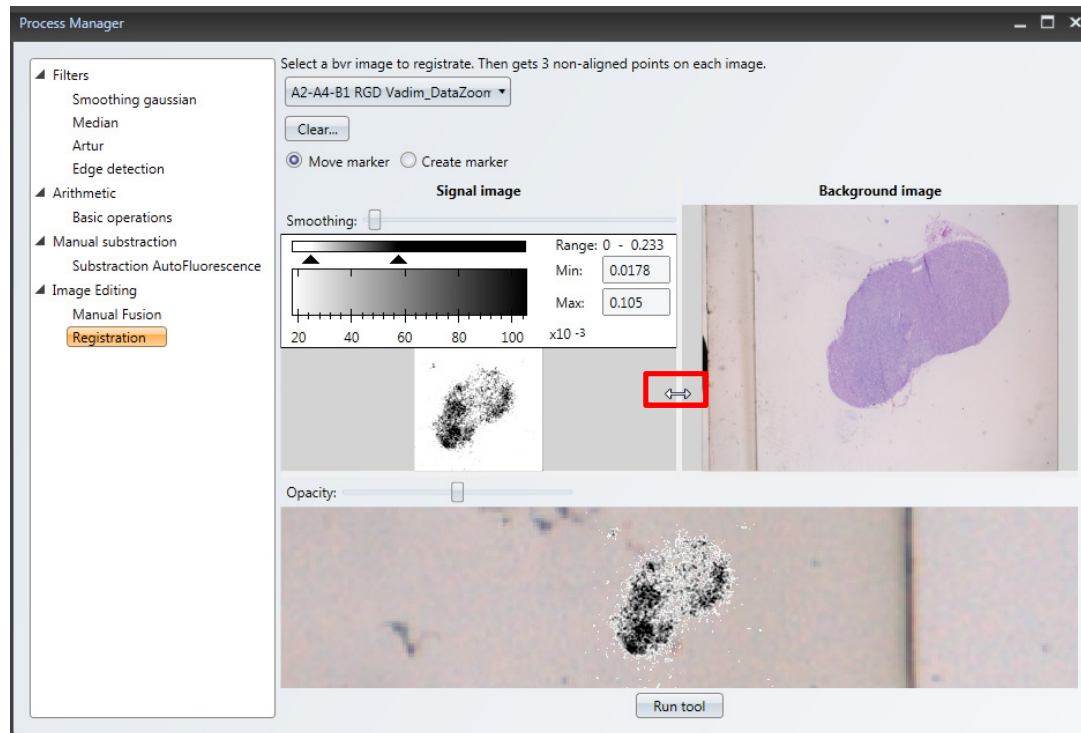 Process Manager
Select a bvr image to registrate. Then gets 3 non-aligned points on each image.
Filters
Smoothing gaussian
Median
Artur
Edge detection
Arithmetic
Basic operations
Manual substraction
Substraction AutoFluorescence
Image Editing
Manual Fusion
Registration
A2-A4-B1 RGD Vadim_DataZoom
Clear...
Move marker Create marker
Signal image
Background image
Smoothing:
Range: 0 - 0.233
Min: 0.0178
Max: 0.105
20 40 60 80 100 x10 -3
Opacity:
Run tool